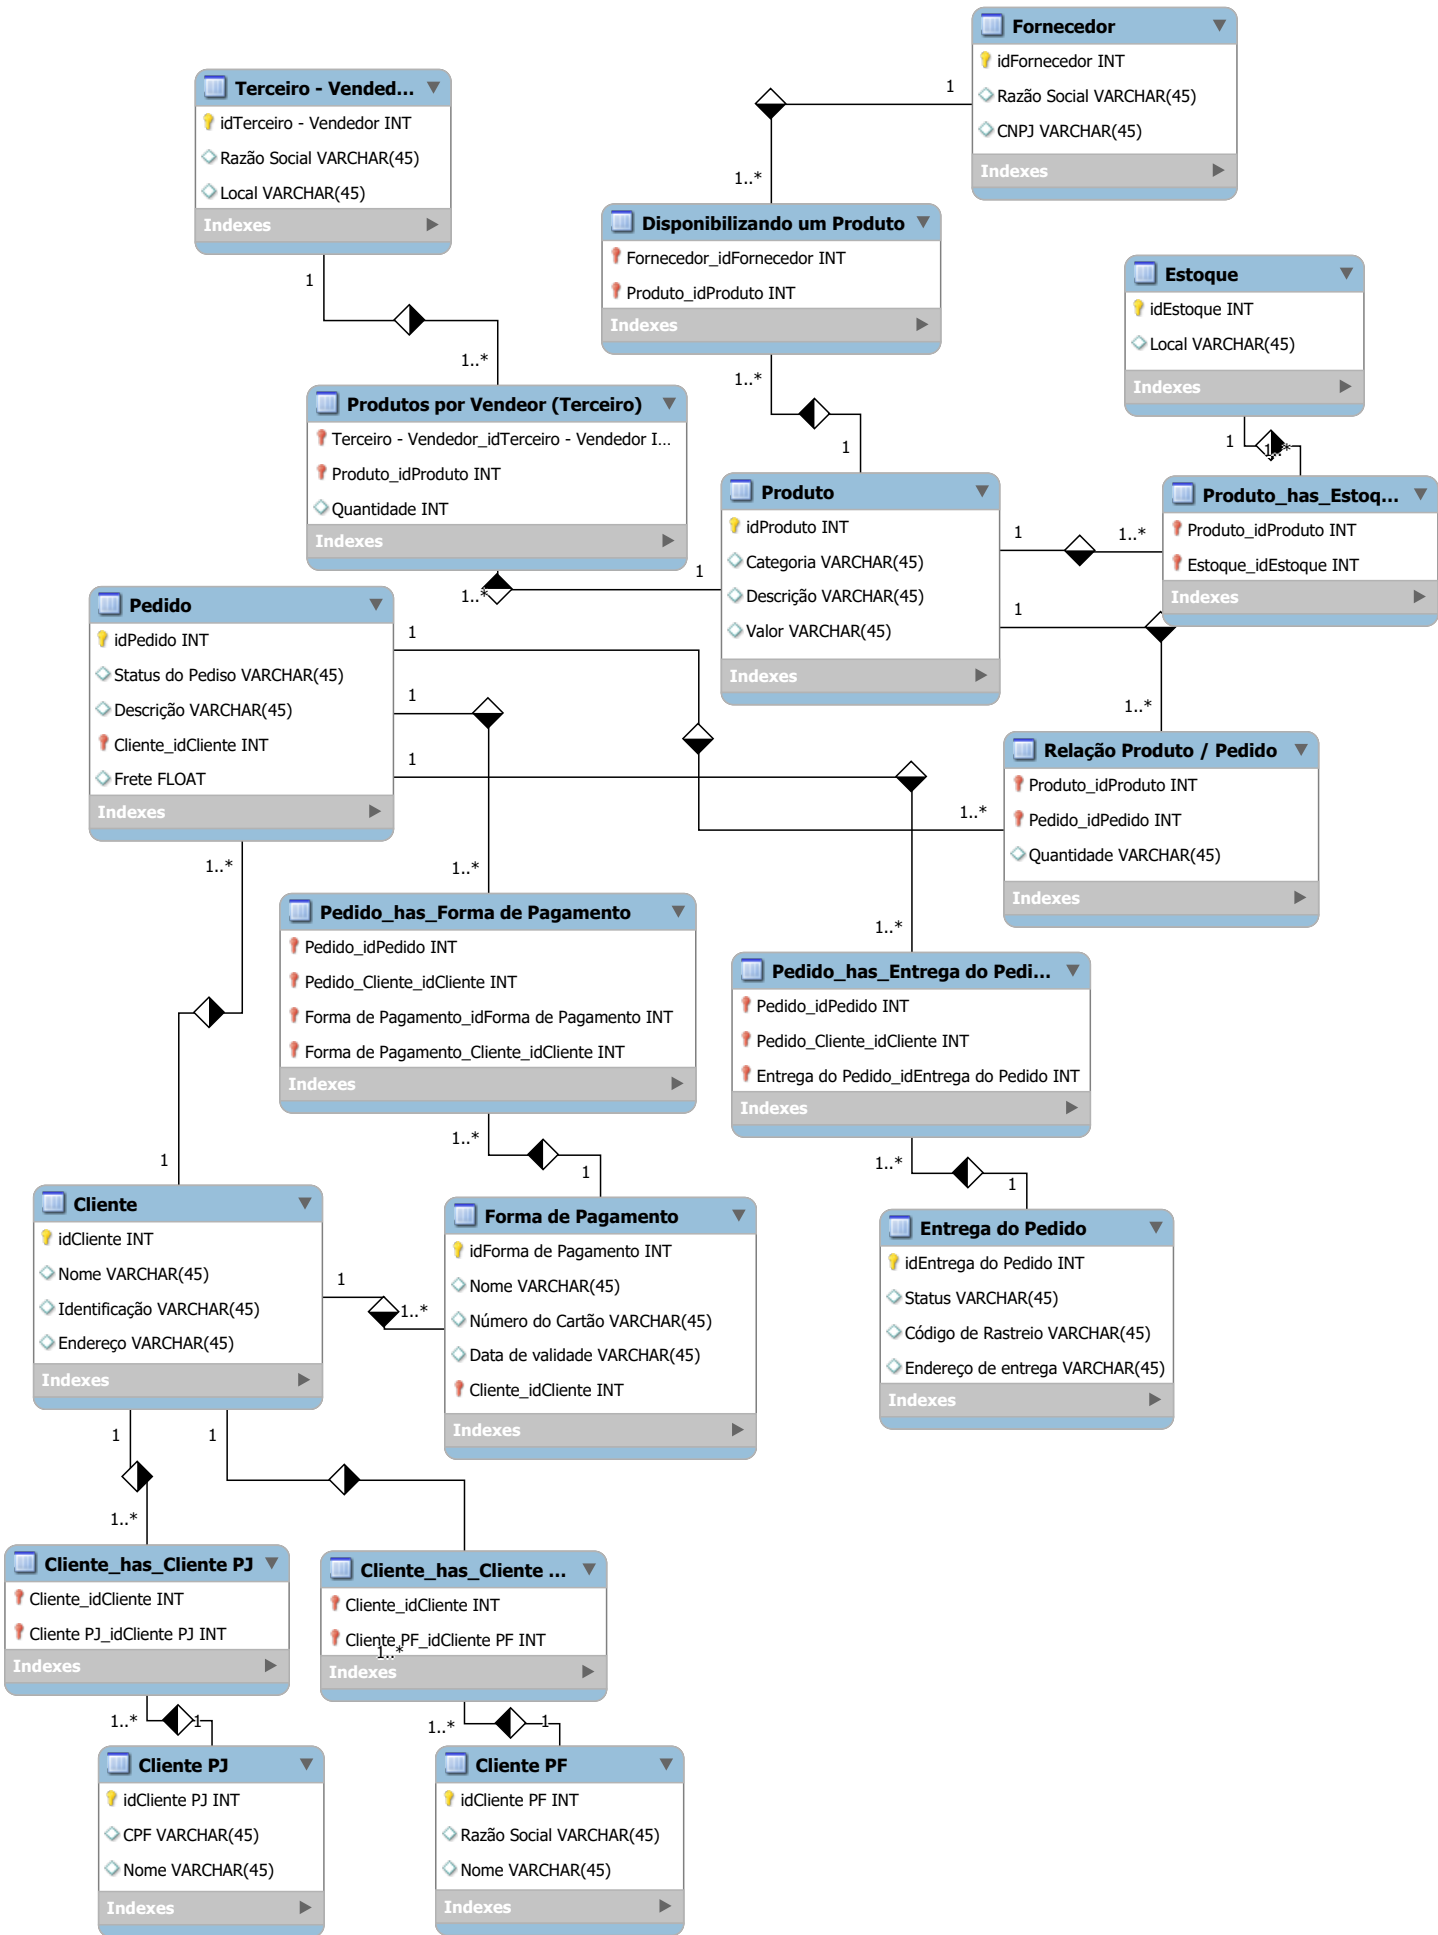 Fornecedor
idFornecedor INT
Razão Social VARCHAR(45)
CNPJ VARCHAR(45)
Indexes
1
1..*
Terceiro - Vended...
idTerceiro - Vendedor INT
Razão Social VARCHAR(45)
Local VARCHAR(45)
Indexes
1
1..*
Disponibilizando um Produto
Fornecedor_idFornecedor INT
Produto_idProduto INT
Indexes
1..*
1
Estoque
idEstoque INT
Local VARCHAR(45)
Indexes
1
1..*
Produtos por Vendeor (Terceiro)
Terceiro - Vendedor_idTerceiro - Vendedor I...
Produto_idProduto INT
Quantidade INT
Indexes
1..*
1
Produto
idProduto INT
Categoria VARCHAR(45)
Descrição VARCHAR(45)
Valor VARCHAR(45)
Indexes
1
1..*
1
1..*
Produto_has_Estoq...
Produto_idProduto INT
Estoque_idEstoque INT
Indexes
Pedido
idPedido INT
Status do Pediso VARCHAR(45)
Descrição VARCHAR(45)
Cliente_idCliente INT
Frete FLOAT
Indexes
1
1
1
1..*
1..*
1..*
1..*
1
Relação Produto / Pedido
Produto_idProduto INT
Pedido_idPedido INT
Quantidade VARCHAR(45)
Indexes
Pedido_has_Forma de Pagamento
Pedido_idPedido INT
Pedido_Cliente_idCliente INT
Forma de Pagamento_idForma de Pagamento INT
Forma de Pagamento_Cliente_idCliente INT
Indexes
1..*
1
Pedido_has_Entrega do Pedi...
Pedido_idPedido INT
Pedido_Cliente_idCliente INT
Entrega do Pedido_idEntrega do Pedido INT
Indexes
1..*
1
Cliente
idCliente INT
Nome VARCHAR(45)
Identificação VARCHAR(45)
Endereço VARCHAR(45)
Indexes
1
1..*
Forma de Pagamento
idForma de Pagamento INT
Nome VARCHAR(45)
Número do Cartão VARCHAR(45)
Data de validade VARCHAR(45)
Cliente_idCliente INT
Indexes
Entrega do Pedido
idEntrega do Pedido INT
Status VARCHAR(45)
Código de Rastreio VARCHAR(45)
Endereço de entrega VARCHAR(45)
Indexes
1
1
1..*
Cliente_has_Cliente PJ
Cliente_idCliente INT
Cliente PJ_idCliente PJ INT
Indexes
1..*
1
Cliente_has_Cliente ...
Cliente_idCliente INT
Cliente PF_idCliente PF INT
1..*
Indexes
1..*
1
Cliente PJ
idCliente PJ INT
CPF VARCHAR(45)
Nome VARCHAR(45)
Indexes
Cliente PF
idCliente PF INT
Razão Social VARCHAR(45)
Nome VARCHAR(45)
Indexes